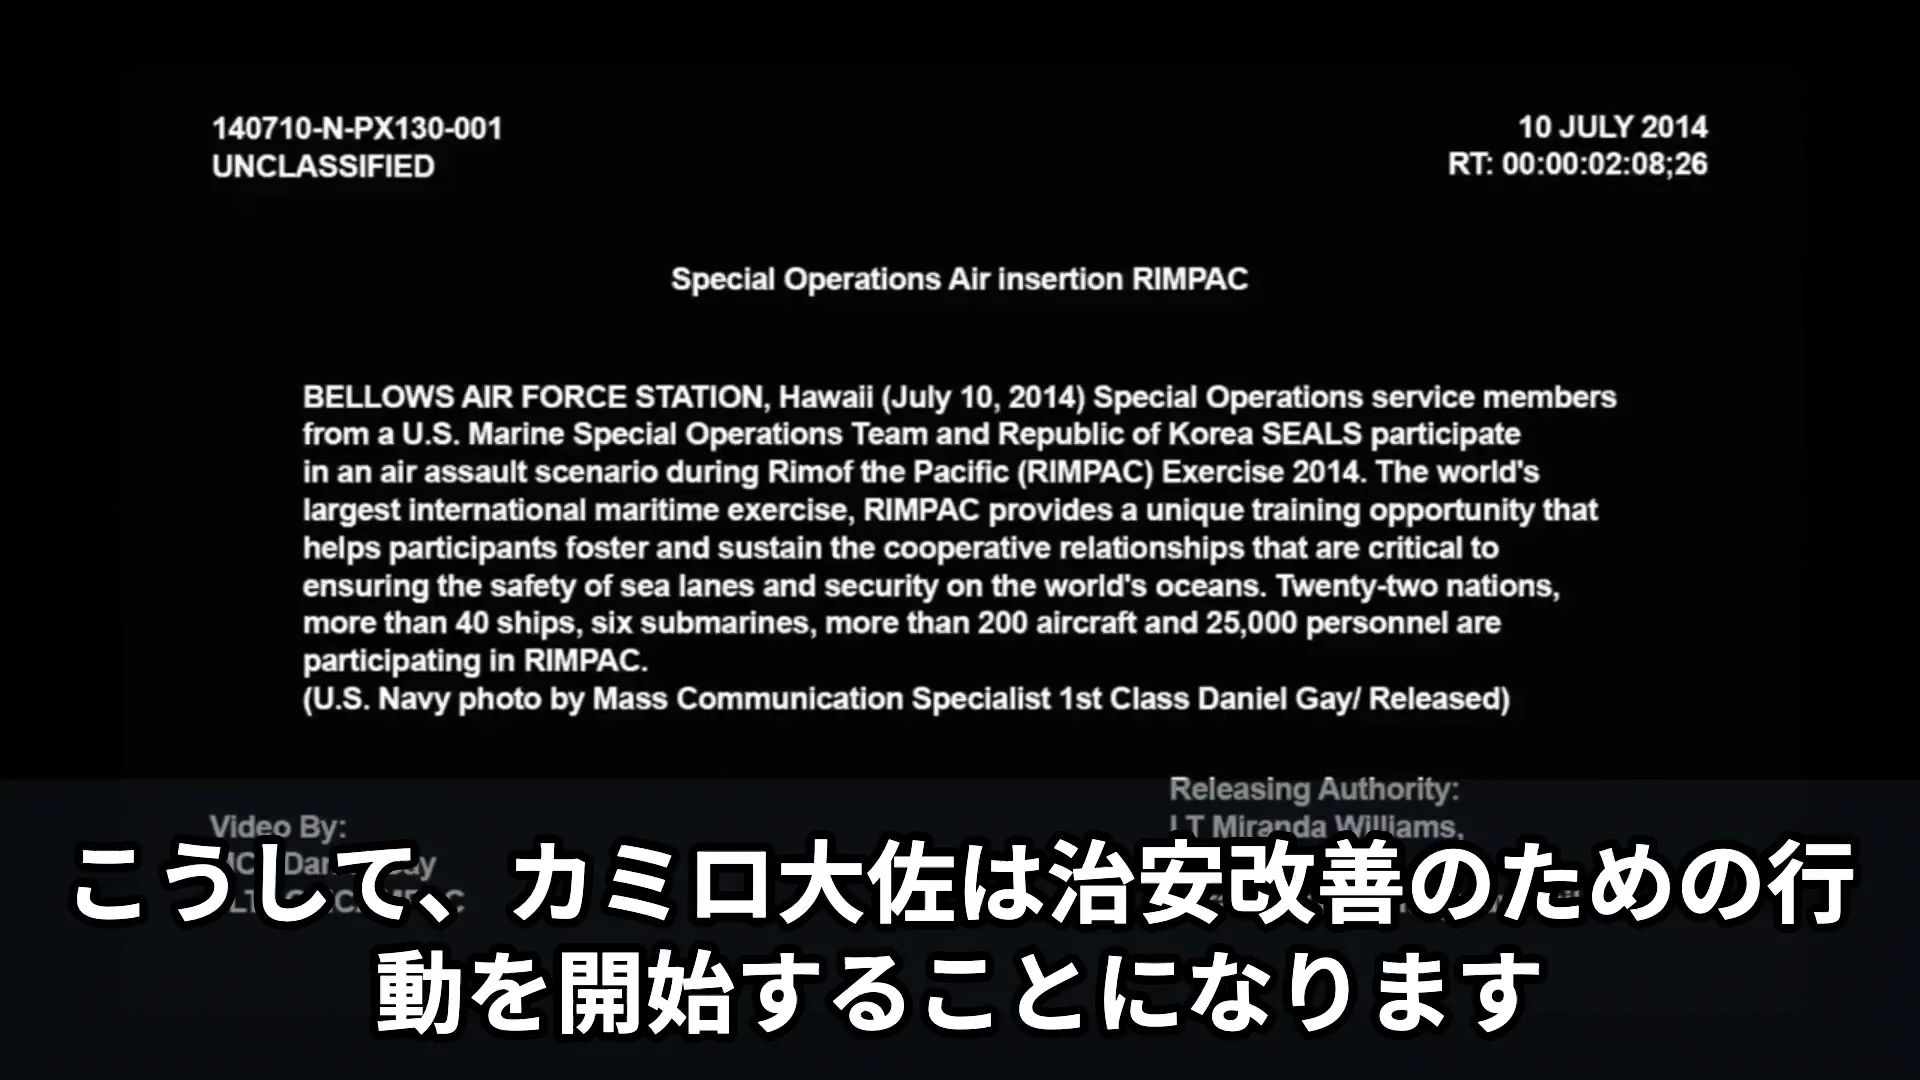 140710-N-PX130-001
UNCLASSIFIED
10 JULY 2014
RT: 00:00:02:08;26
Special Operations Air insertion RIMPAC
BELLOWS AIR FORCE STATION, Hawaii (July 10, 2014) Special Operations service members
from a U.S. Marine Special Operations Team and Republic of Korea SEALS participate
in an air assault scenario during Rimof the Pacific (RIMPAC) Exercise 2014. The world's
largest international maritime exercise, RIMPAC provides a unique training opportunity that
helps participants foster and sustain the cooperative relationships that are critical to
ensuring the safety of sea lanes and security on the world's oceans. Twenty-two nations,
more than 40 ships, six submarines, more than 200 aircraft and 25,000 personnel are
participating in RIMPAC.
(U.S. Navy photo by Mass Communication Specialist 1st Class Daniel Gay/ Released)
Releasing Authority:
LT Miranda Williams,
Video By:
こうして、カミロ大佐は治安改善のための行
動を開始することになります